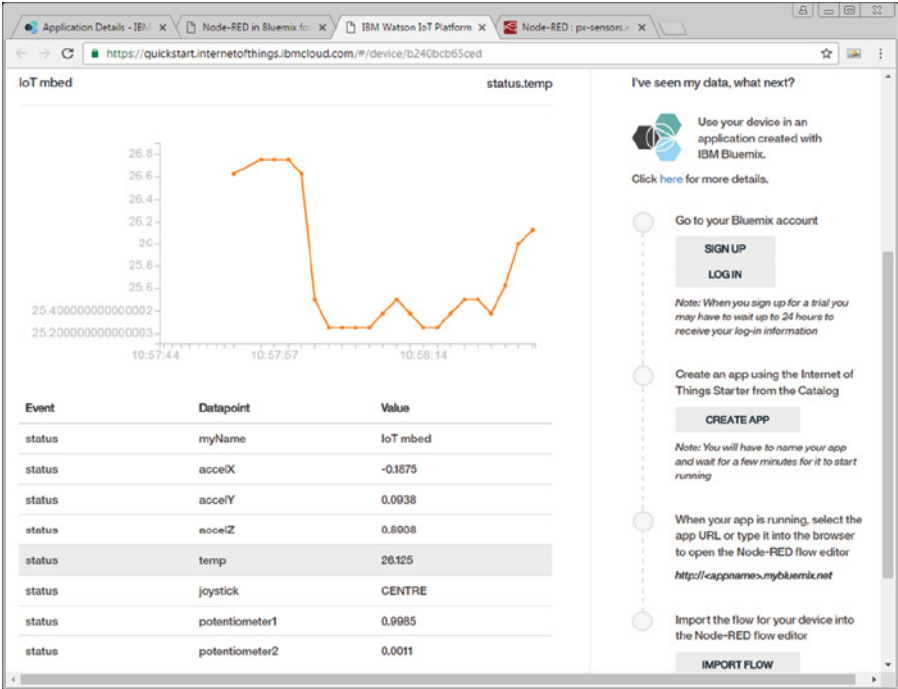 Application Details - IBM
Node-RED in Bluemix fo
IBM Watson IoT Platform
Node-RED : px-sensors.
https://quickstart.internetofthings.ibmcloud.com/#/device/b240bcb65ced
IoT mbed
status.temp
26.8
26.6
26.4
26.2
26
25.8
25.6
25.400000000000002
25.200000000000003
10:57:44
10:57:57
10:58:14
Event Datapoint Value
status myName IoT mbed
status accelX -0.1875
status accelY 0.0938
status accelZ 0.8908
status temp 26.125
status joystick CENTRE
status potentiometer1 0.9985
status potentiometer2 0.0011
I've seen my data, what next?
Use your device in an
application created with
IBM Bluemix.
Click here for more details.
Go to your Bluemix account
SIGN UP
LOG IN
Note: When you sign up for a trial you
may have to wait up to 24 hours to
receive your log-in information
Create an app using the Internet of
Things Starter from the Catalog
CREATE APP
Note: You will have to name your app
and wait for a few minutes for it to start
running
When your app is running, select the
app URL or type it into the browser
to open the Node-RED flow editor
http://<appname>.mybluemix.net
Import the flow for your device into
the Node-RED flow editor
IMPORT FLOW